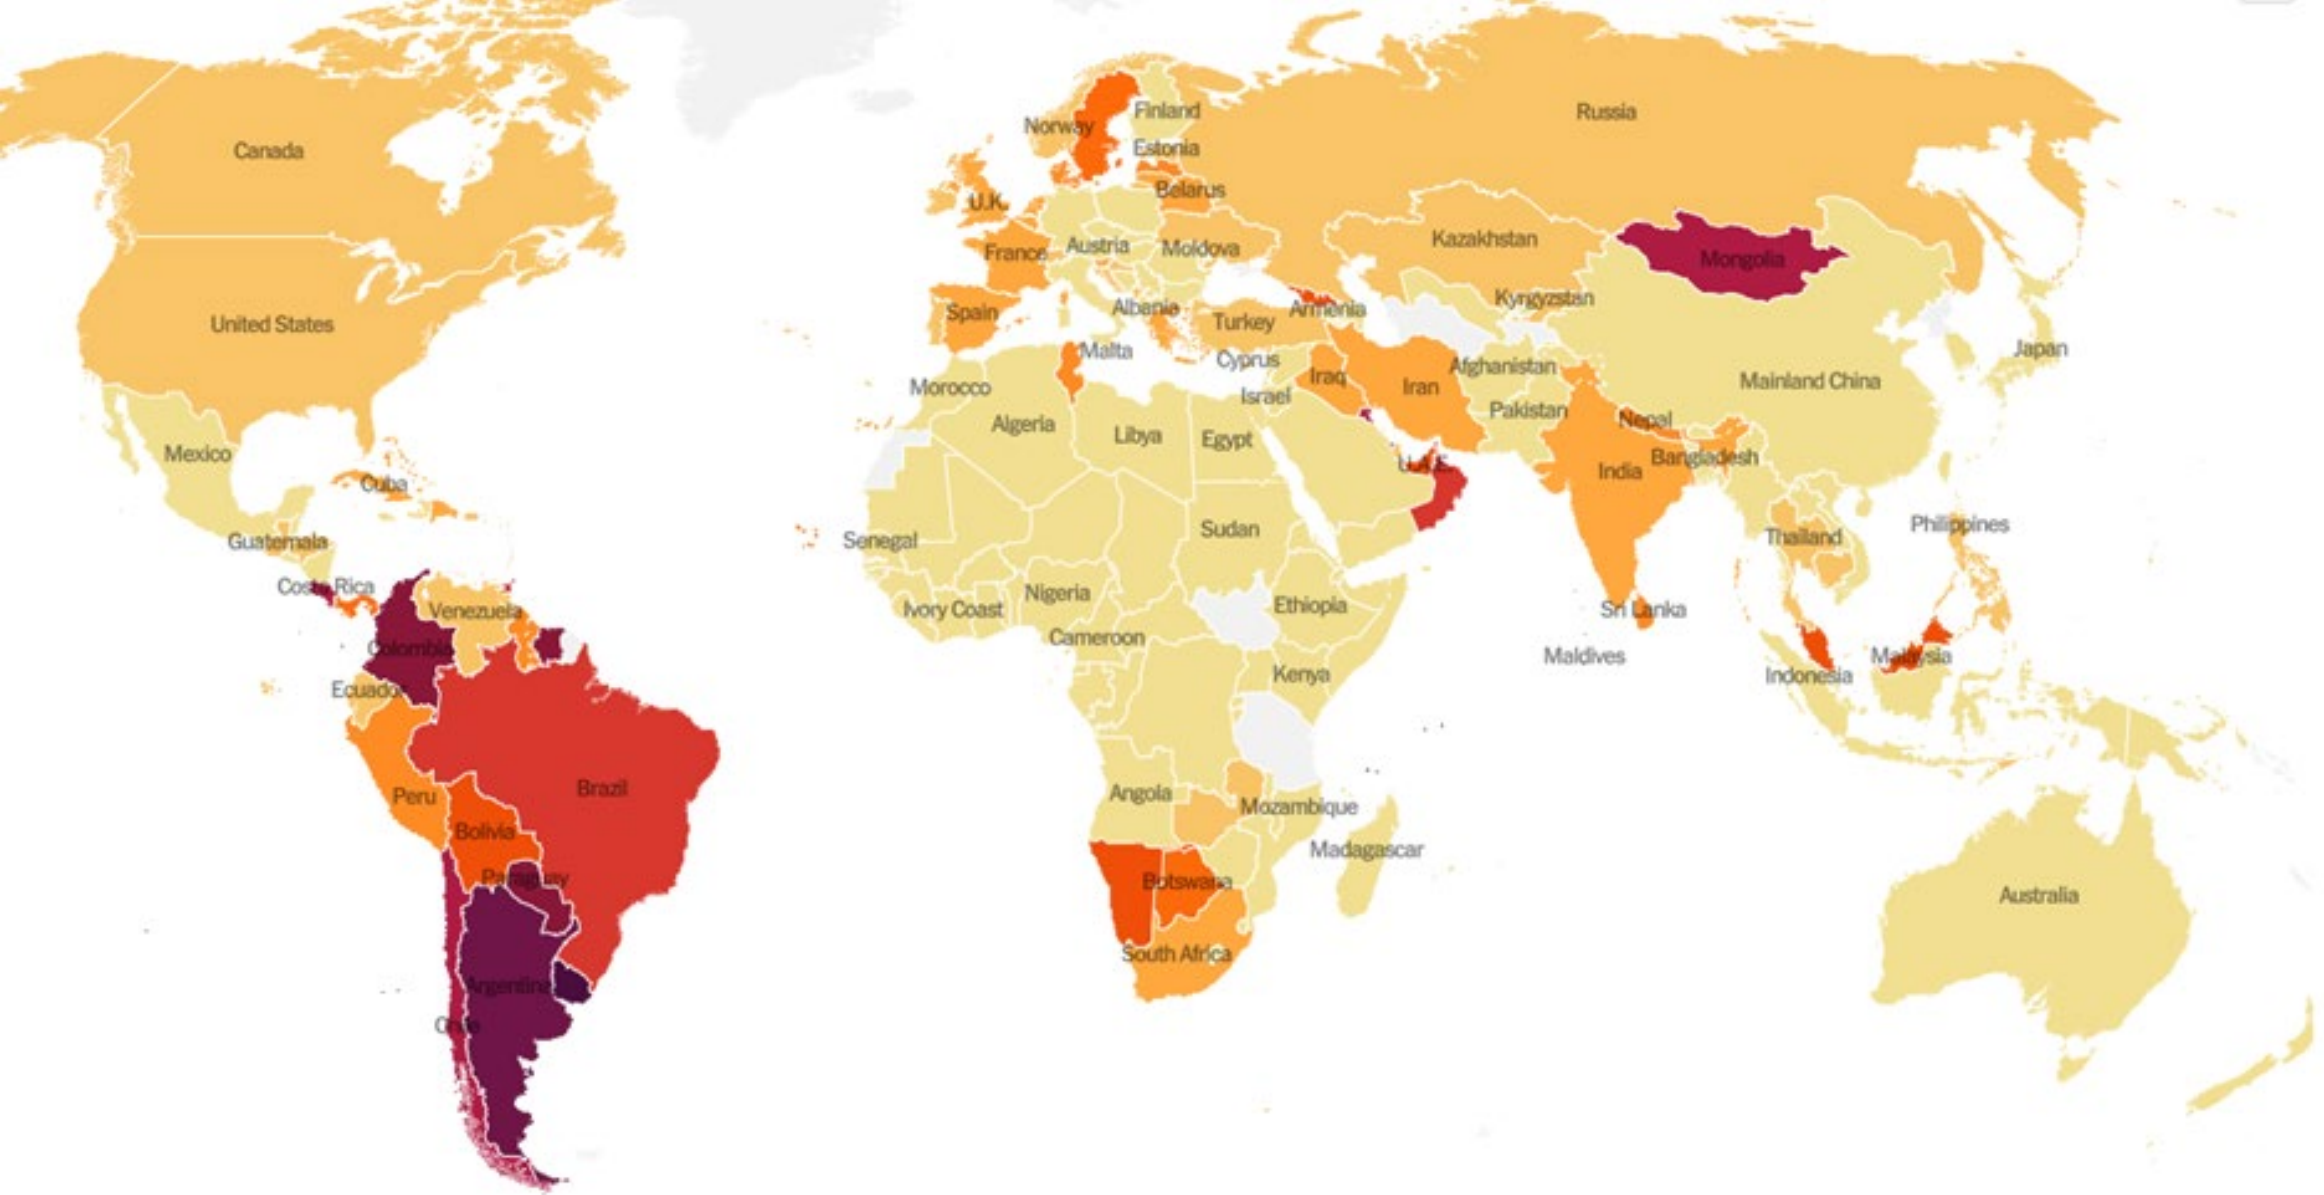 Canada
United States
Mexico
Cuba
Guatemala
Costa Rica
Venezuela
Colombia
Ecuador
Peru
Brazil
Bolivia
Paraguay
Argentina
Chile
Norway
Finland
Estonia
Belarus
U.K.
France
Austria
Moldova
Spain
Albania
Turkey
Armenia
Malta
Cyprus
Morocco
Israel
Iraq
Iran
Algeria
Libya
Egypt
U.A.E.
Senegal
Sudan
Nigeria
Ivory Coast
Ethiopia
Cameroon
Kenya
Angola
Mozambique
Madagascar
Botswana
South Africa
Russia
Kazakhstan
Mongolia
Kyrgyzstan
Afghanistan
Pakistan
Mainland China
Japan
Nepal
Bangladesh
India
Thailand
Philippines
Sri Lanka
Maldives
Malaysia
Indonesia
Australia